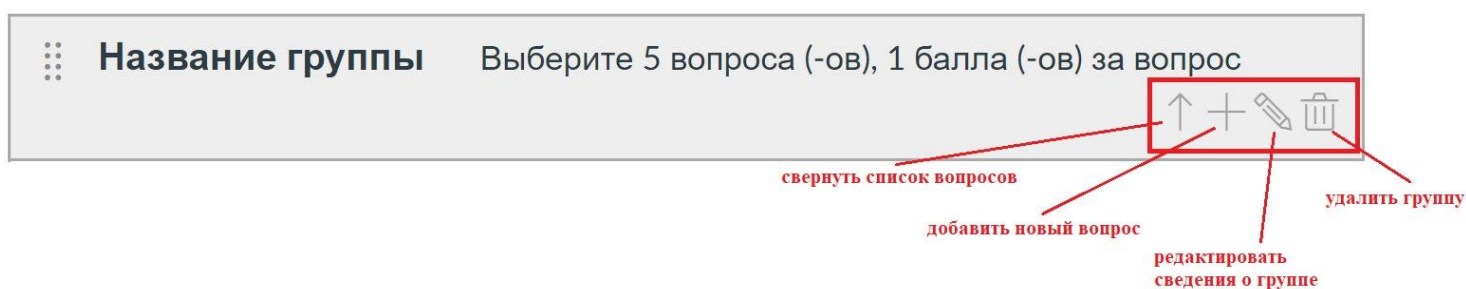 Название группы Выберите 5 вопроса (-ов), 1 балла (-ов) за вопрос
свернуть список вопросов
удалить группу
добавить новый вопрос
редактировать
сведения о группе